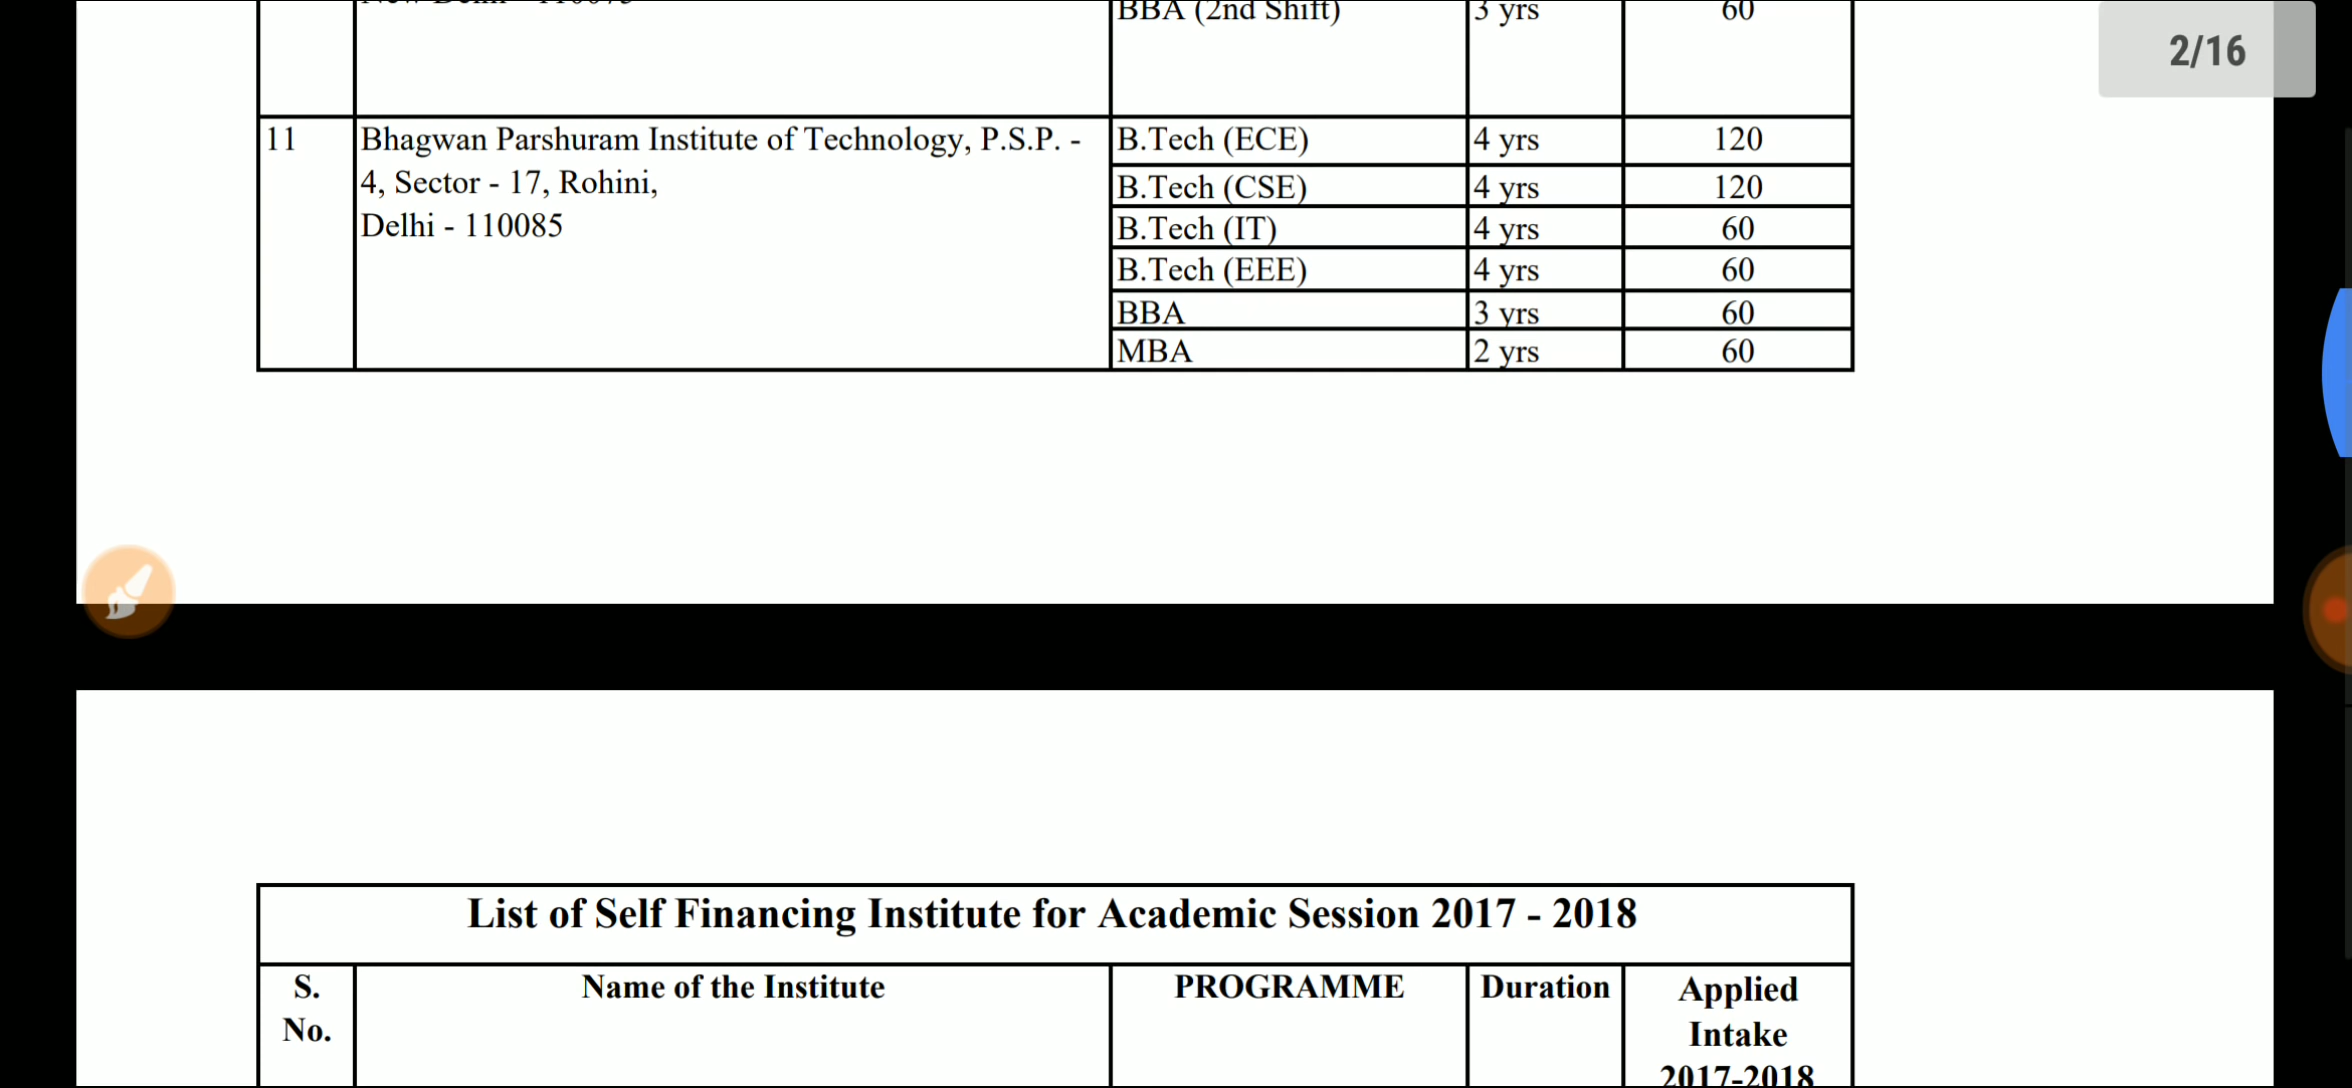 BBA (2nd Shift) 3 yrs 60
2/16
11 Bhagwan Parshuram Institute of Technology, P.S.P. - B.Tech (ECE) 4 yrs 120
4, Sector - 17, Rohini, B.Tech (CSE) 4 yrs 120
Delhi - 110085 B.Tech (IT) 4 yrs 60
B.Tech (EEE) 4 yrs 60
BBA 3 yrs 60
MBA 2 yrs 60
List of Self Financing Institute for Academic Session 2017 - 2018
S. Name of the Institute PROGRAMME Duration Applied
No. Intake
2017-2018